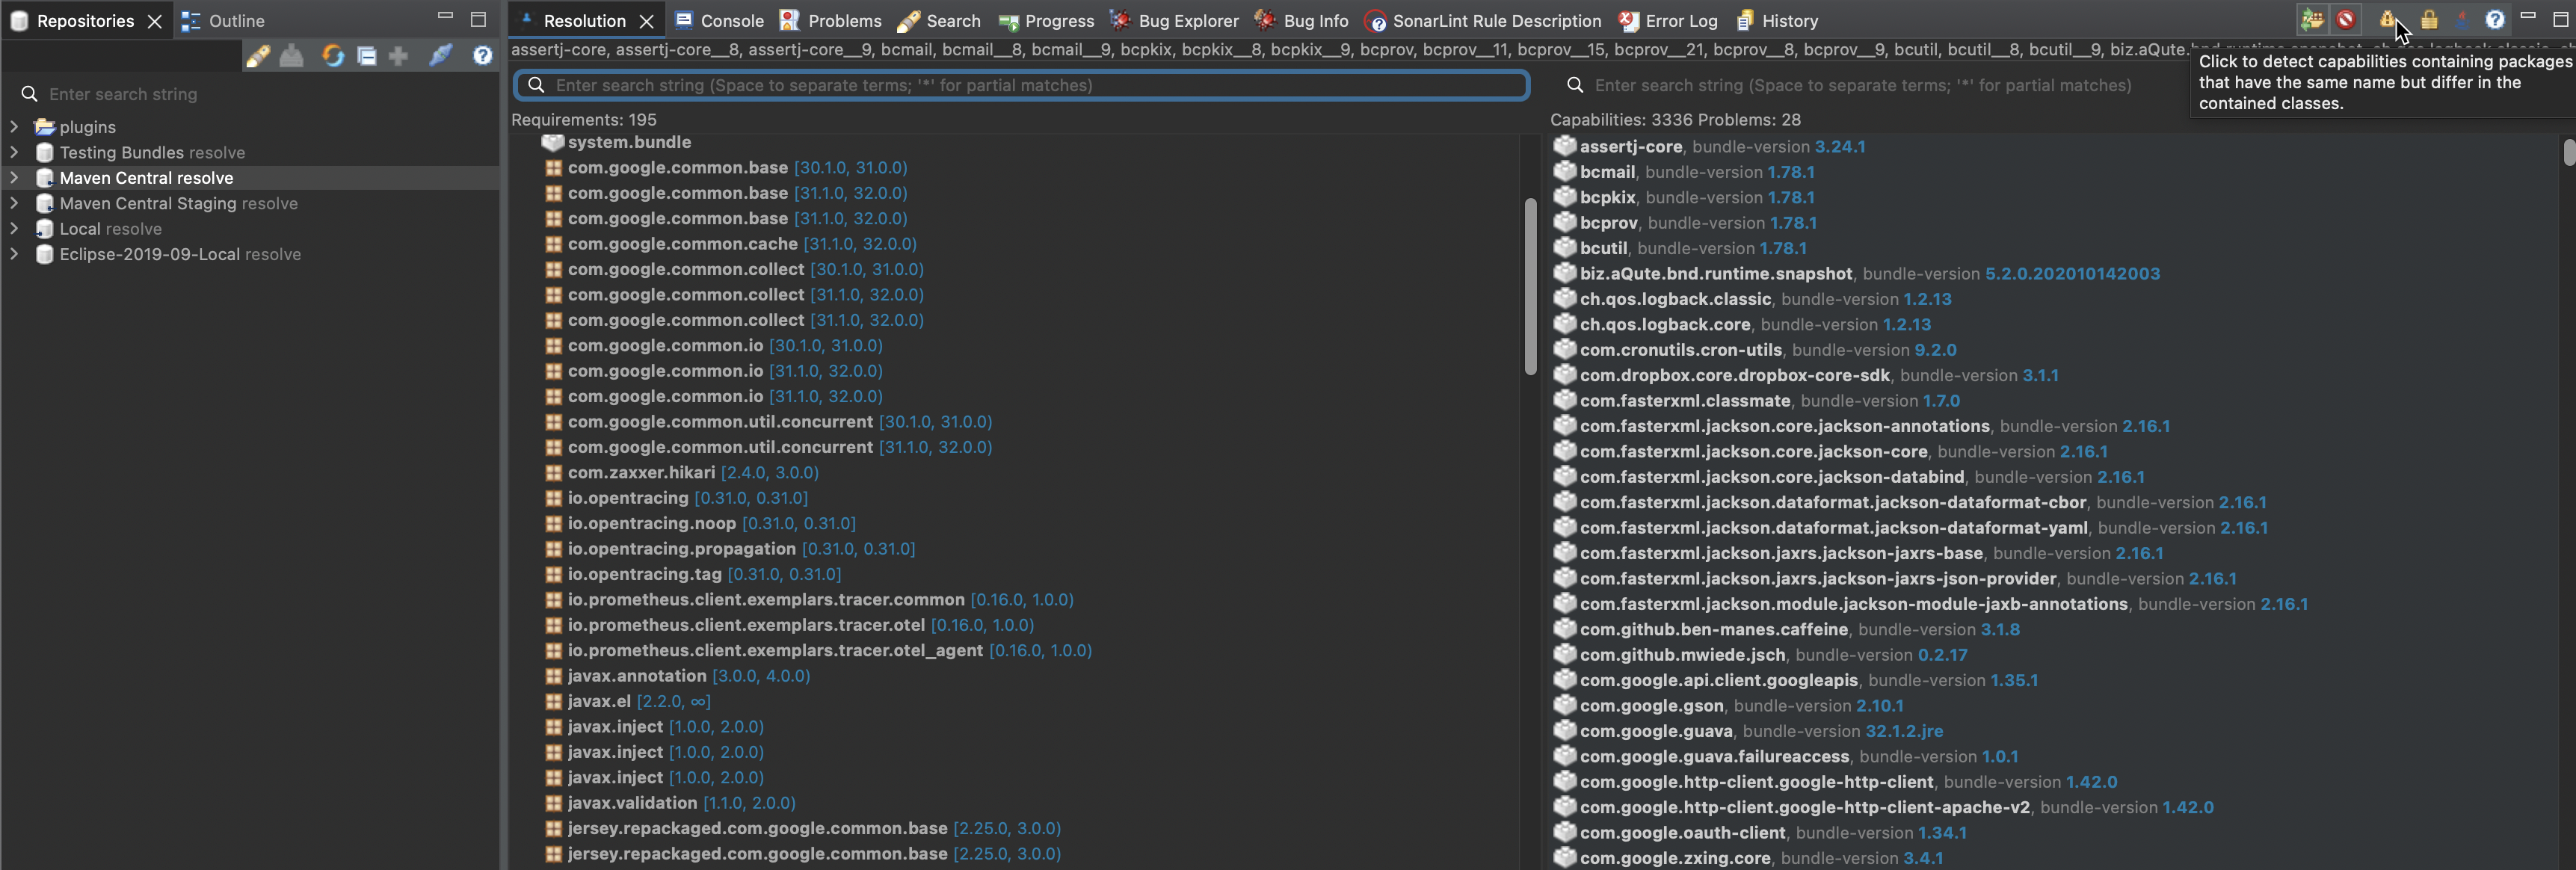 Repositories
Outline
Enter search string
plugins
Testing Bundles resolve
Maven Central resolve
Maven Central Staging resolve
Local resolve
Eclipse-2019-09-Local resolve
Resolution
Console
Problems
Search
Progress
Bug Explorer
Bug Info
SonarLint Rule Description
Error Log
History
assertj-core, assertj-core__8, assertj-core__9, bcmail, bcmail__8, bcmail__9, bcpkix, bcpkix__8, bcpkix__9, bcprov, bcprov__11, bcprov__15, bcprov__21, bcprov__8, bcprov__9, bcutil, bcutil__8, bcutil__9,
Click to detect capabilities containing packages
that have the same name but differ in the
contained classes.
Enter search string (Space to separate terms; '*' for partial matches)
Requirements: 195
system.bundle
com.google.common.base [30.1.0, 31.0.0)
com.google.common.base [31.1.0, 32.0.0)
com.google.common.base [31.1.0, 32.0.0)
com.google.common.cache [31.1.0, 32.0.0)
com.google.common.collect [30.1.0, 31.0.0)
com.google.common.collect [31.1.0, 32.0.0)
com.google.common.collect [31.1.0, 32.0.0)
com.google.common.io [30.1.0, 31.0.0)
com.google.common.io [31.1.0, 32.0.0)
com.google.common.io [31.1.0, 32.0.0)
com.google.common.util.concurrent [30.1.0, 31.0.0)
com.google.common.util.concurrent [31.1.0, 32.0.0)
com.zaxxer.hikari [2.4.0, 3.0.0)
io.opentracing [0.31.0, 0.31.0]
io.opentracing.noop [0.31.0, 0.31.0]
io.opentracing.propagation [0.31.0, 0.31.0]
io.opentracing.tag [0.31.0, 0.31.0]
io.prometheus.client.exemplars.tracer.common [0.16.0, 1.0.0)
io.prometheus.client.exemplars.tracer.otel [0.16.0, 1.0.0)
io.prometheus.client.exemplars.tracer.otel_agent [0.16.0, 1.0.0)
javax.annotation [3.0.0, 4.0.0)
javax.el [2.2.0, ∞]
javax.inject [1.0.0, 2.0.0)
javax.inject [1.0.0, 2.0.0)
javax.inject [1.0.0, 2.0.0)
javax.validation [1.1.0, 2.0.0)
jersey.repackaged.com.google.common.base [2.25.0, 3.0.0)
jersey.repackaged.com.google.common.base [2.25.0, 3.0.0)
Enter search string (Space to separate terms; '*' for partial matches)
Capabilities: 3336 Problems: 28
assertj-core, bundle-version 3.24.1
bcmail, bundle-version 1.78.1
bcpkix, bundle-version 1.78.1
bcprov, bundle-version 1.78.1
bcutil, bundle-version 1.78.1
biz.aQute.bnd.runtime.snapshot, bundle-version 5.2.0.202010142003
ch.qos.logback.classic, bundle-version 1.2.13
ch.qos.logback.core, bundle-version 1.2.13
com.cronutils.cron-utils, bundle-version 9.2.0
com.dropbox.core.dropbox-core-sdk, bundle-version 3.1.1
com.fasterxml.classmate, bundle-version 1.7.0
com.fasterxml.jackson.core.jackson-annotations, bundle-version 2.16.1
com.fasterxml.jackson.core.jackson-core, bundle-version 2.16.1
com.fasterxml.jackson.core.jackson-databind, bundle-version 2.16.1
com.fasterxml.jackson.dataformat.jackson-dataformat-cbor, bundle-version 2.16.1
com.fasterxml.jackson.dataformat.jackson-dataformat-yaml, bundle-version 2.16.1
com.fasterxml.jackson.jaxrs.jackson-jaxrs-base, bundle-version 2.16.1
com.fasterxml.jackson.jaxrs.jackson-jaxrs-json-provider, bundle-version 2.16.1
com.fasterxml.jackson.module.jackson-module-jaxb-annotations, bundle-version 2.16.1
com.github.ben-manes.caffeine, bundle-version 3.1.8
com.github.mwiede.jsch, bundle-version 0.2.17
com.google.api.client.googleapis, bundle-version 1.35.1
com.google.gson, bundle-version 2.10.1
com.google.guava, bundle-version 32.1.2.jre
com.google.guava.failureaccess, bundle-version 1.0.1
com.google.http-client.google-http-client, bundle-version 1.42.0
com.google.http-client.google-http-client-apache-v2, bundle-version 1.42.0
com.google.oauth-client, bundle-version 1.34.1
com.google.zxing.core, bundle-version 3.4.1